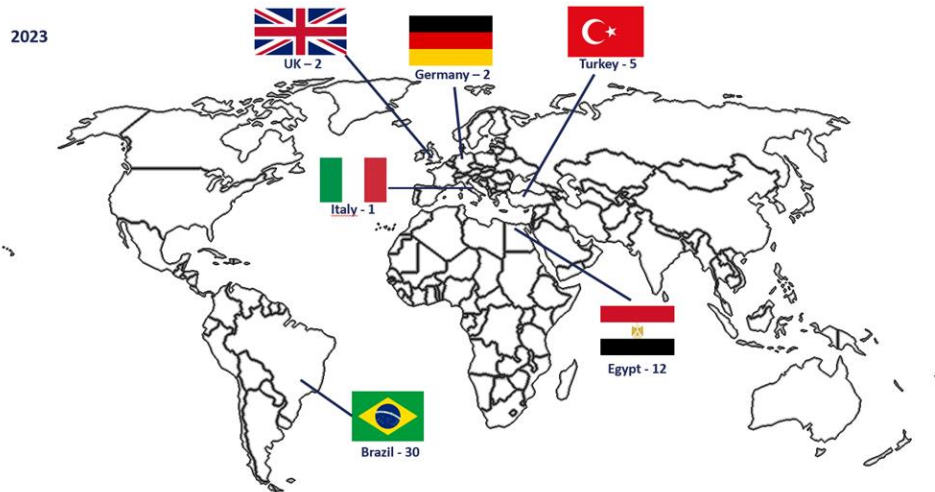 2023
UK – 2
Germany – 2
Turkey - 5
Italy - 1
Egypt - 12
Brazil - 30